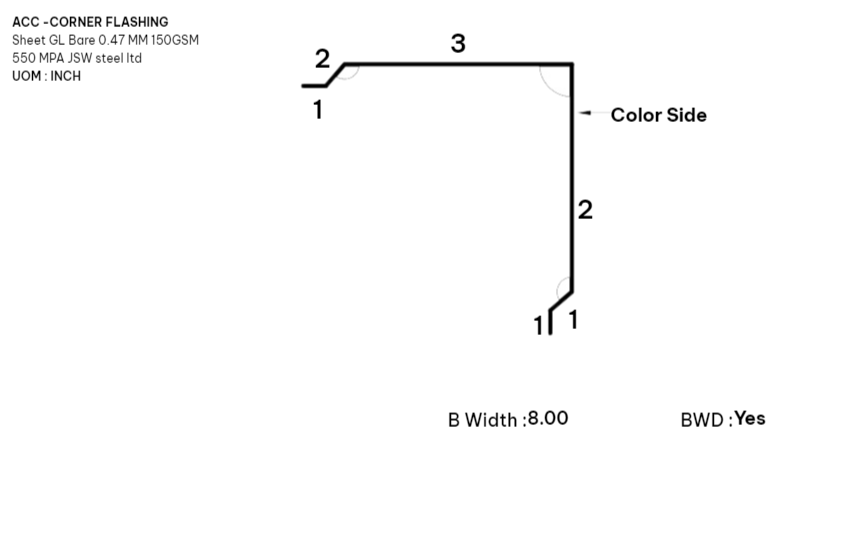 ACC -CORNER FLASHING
Sheet GL Bare 0.47 MM 150GSM
550 MPA JSW steel ltd
UOM : INCH
3
2
1
Color Side
2
1
1
B Width :8.00
BWD :Yes